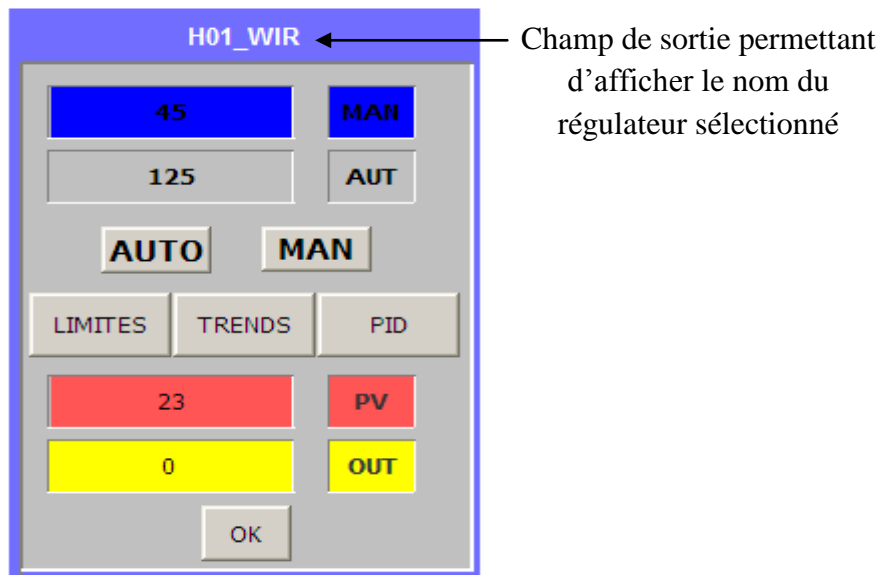 H01_WIR
Champ de sortie permettant
d’afficher le nom du
régulateur sélectionné
45 MAN
125 AUT
AUTO MAN
LIMITES TRENDS PID
23 PV
0 OUT
OK